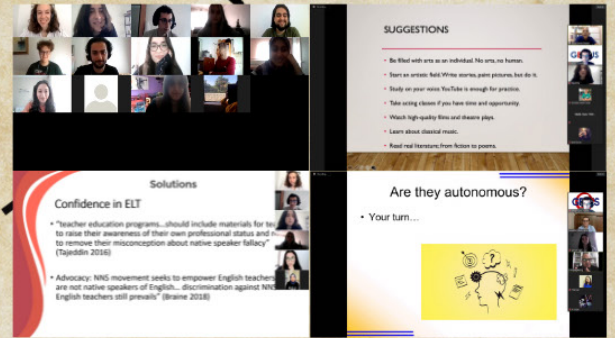 SUGGESTIONS
• Be filled with arts as an individual. No arts, no human.
• Start an artistic field. Write stories, paint pictures, but do it.
• Study on your voice. YouTube is enough for practice.
• Take acting classes if you have time and opportunity.
• Watch high-quality films and theatre plays.
• Learn about classical music.
• Read real literature; from fiction to poems.
Solutions
Confidence in ELT
• "teacher education programs...should include materials for
to raise their awareness of their own professional status and
to remove their misconception about native speaker fallacy"
(Tajeddin 2016)
• Advocacy: NNS movement seeks to empower English teachers
are not native speakers of English... discrimination against NNS
English teachers still prevails" (Braine 2018)
Are they autonomous?
• Your turn...